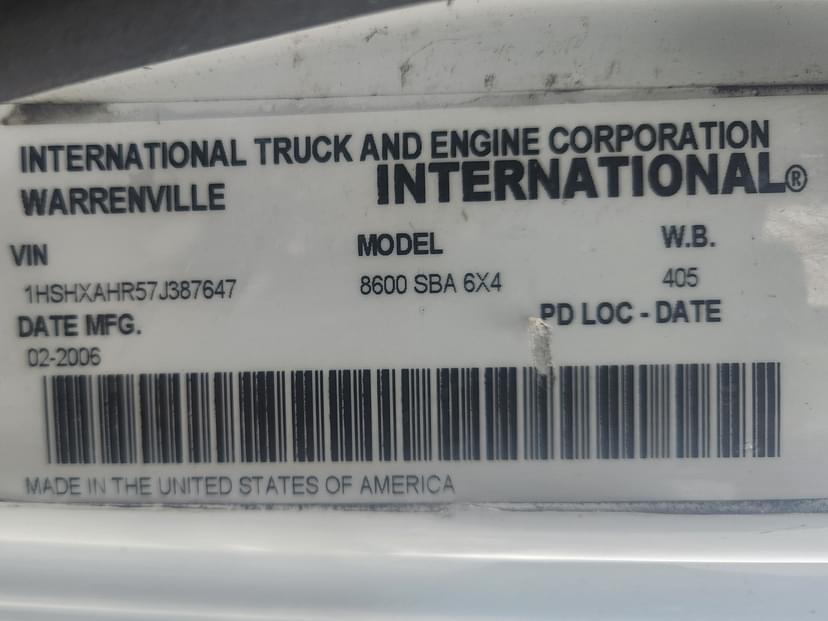 INTERNATIONAL TRUCK AND ENGINE CORPORATION
WARRENVILLE INTERNATIONAL®
VIN MODEL W.B.
1HSHXAHR57J387647 8600 SBA 6X4 405
DATE MFG. PD LOC - DATE
02-2006
MADE IN THE UNITED STATES OF AMERICA